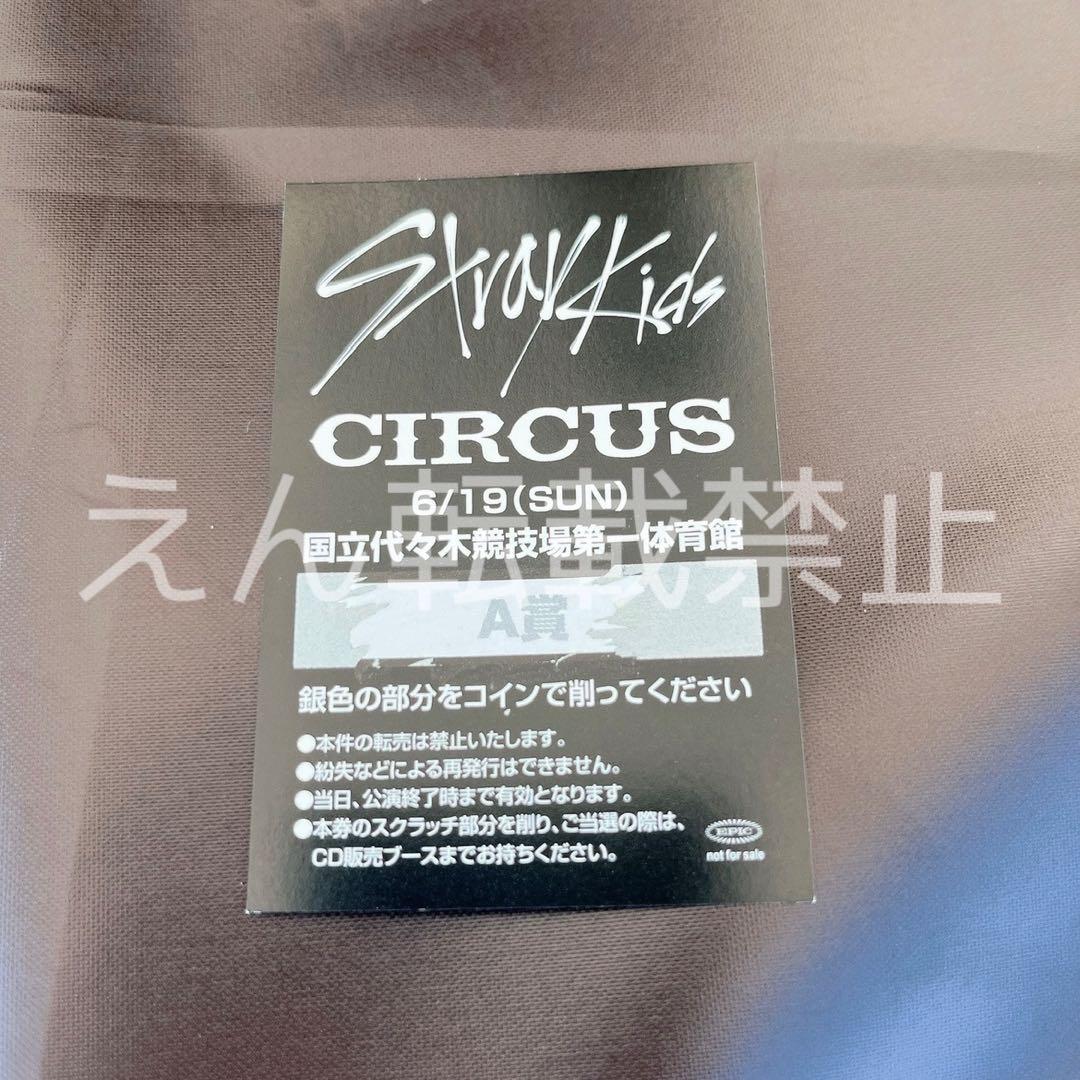 Stray Kids
CIRCUS
6/19(SUN)
国立代々木競技場第一体育館
A賞
銀色の部分をコインで削ってください
●本件の転売は禁止いたします。
●紛失などによる再発行はできません。
●当日、公演終了時まで有効となります。
●本券のスクラッチ部分を削り、ご当選の際は、
CD販売ブースまでお持ちください。
EPIC
not for sale
えん転載禁止